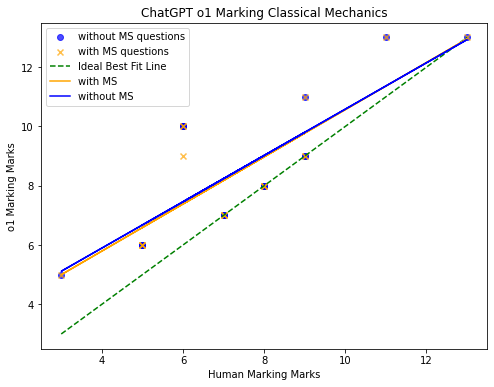 ChatGPT o1 Marking Classical Mechanics
without MS questions
with MS questions
Ideal Best Fit Line
with MS
without MS
12
10
8
6
4
o1 Marking Marks
4 6 8 10 12
Human Marking Marks